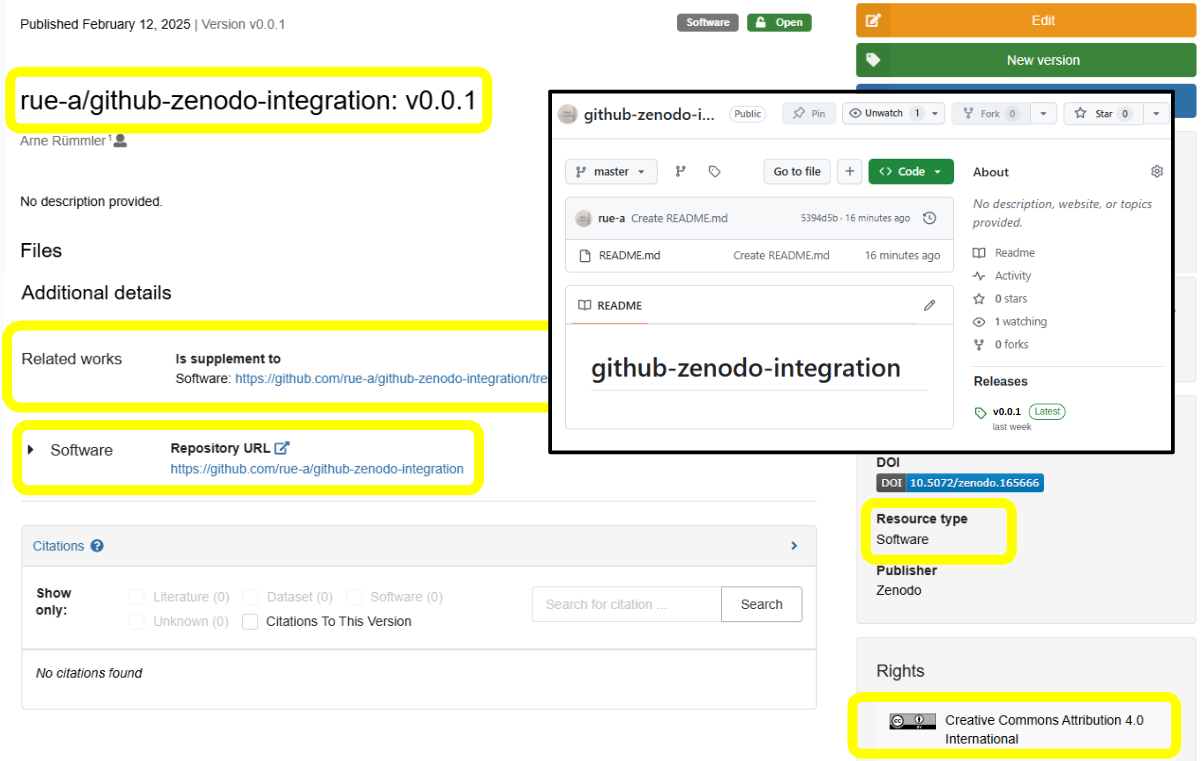 Published February 12, 2025 | Version v0.0.1
Software
Open
Edit
New version
rue-a/github-zenodo-integration: v0.0.1
Arne Rümmler 1
No description provided.
Files
Additional details
Related works
Is supplement to
Software: https://github.com/rue-a/github-zenodo-integration/tre
Software
Repository URL
https://github.com/rue-a/github-zenodo-integration
Citations ?
Show only:
Literature (0)
Dataset (0)
Software (0)
Unknown (0)
Citations To This Version
Search for citation ...
Search
No citations found
github-zenodo-i...
Public
Pin
Unwatch 1
Fork 0
Star 0
master
Go to file
+
<> Code
rue-a Create README.md
5394d5b · 16 minutes ago
README.md
Create README.md
16 minutes ago
README
github-zenodo-integration
About
No description, website, or topics
provided.
Readme
Activity
0 stars
1 watching
0 forks
Releases
v0.0.1 Latest
last week
DOI
DOI 10.5072/zenodo.165666
Resource type
Software
Publisher
Zenodo
Rights
cc BY
Creative Commons Attribution 4.0
International